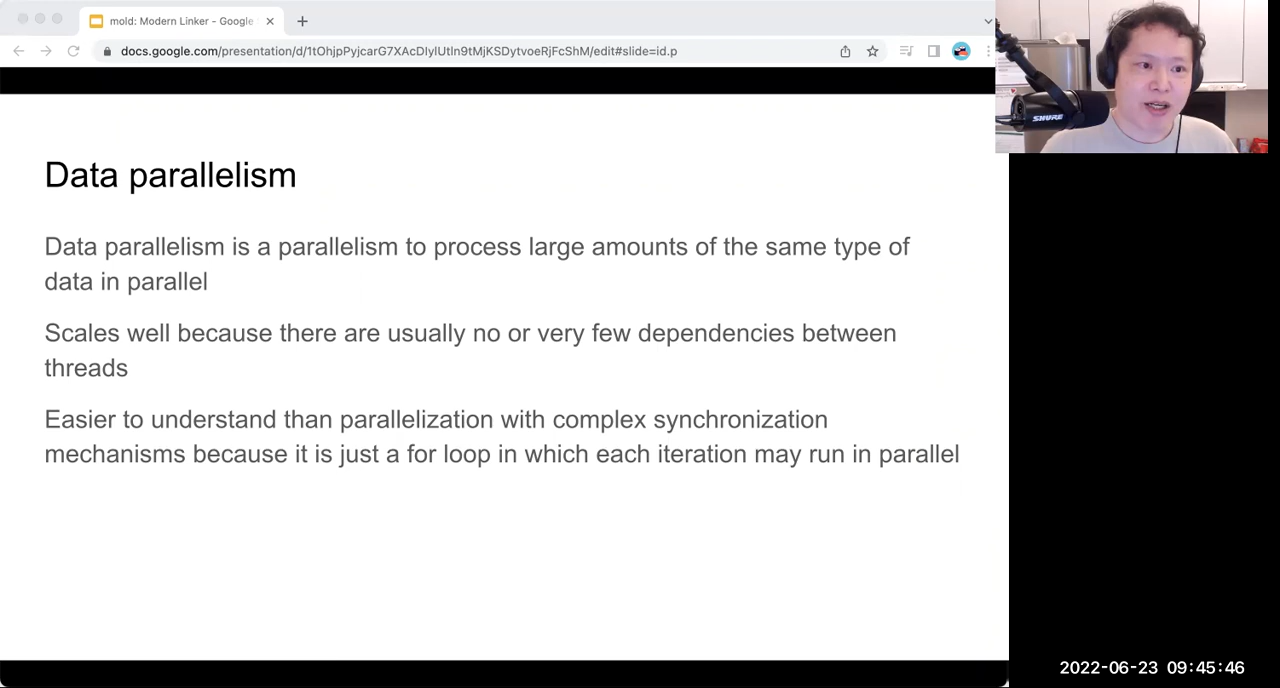 mold: Modern Linker - Google
docs.google.com/presentation/d/1tOhjpPyjcarG7XAcDIylUtIn9tMjKSDytvoeRjFcShM/edit#slide=id.p
SHURE
Data parallelism
Data parallelism is a parallelism to process large amounts of the same type of
data in parallel
Scales well because there are usually no or very few dependencies between
threads
Easier to understand than parallelization with complex synchronization
mechanisms because it is just a for loop in which each iteration may run in parallel
2022-06-23 09:45:46